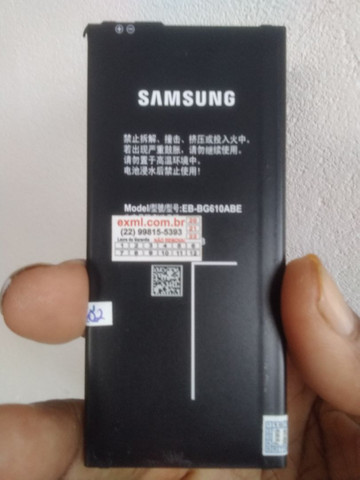 SAMSUNG
禁止拆解、撞击、挤压或投入火中。
若出现严重鼓胀、请勿继续使用。
请勿置于高温环境中。
电池浸水后禁止使用!
Model/型號/型号:EB-BG610ABE
exml.com.br
(22) 99815-5393